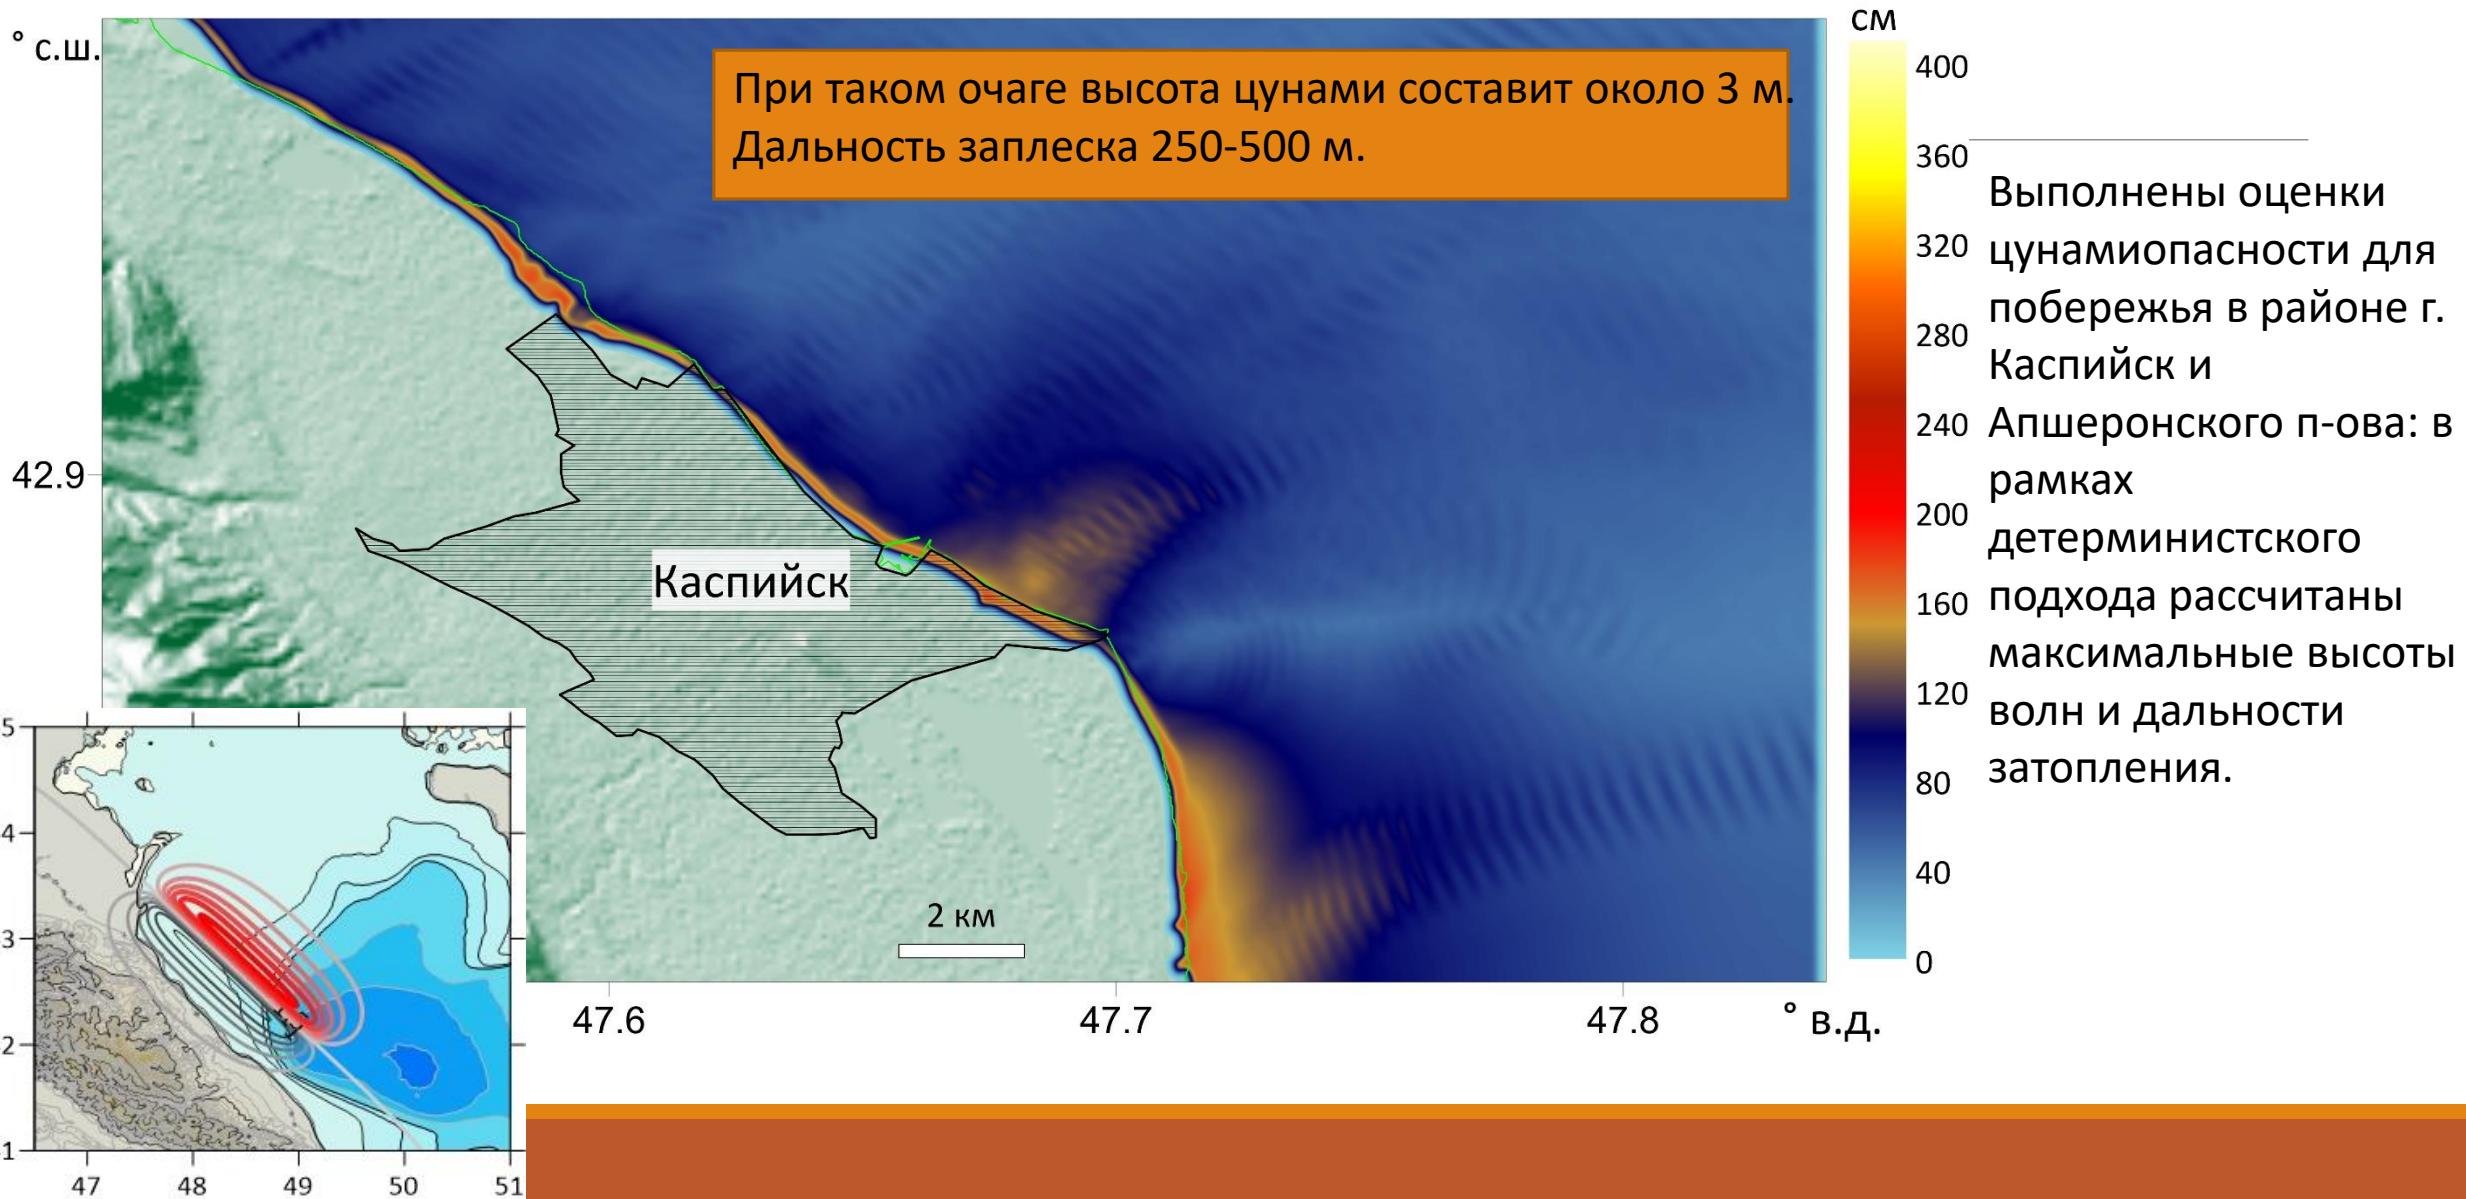 см
° с.ш.
При таком очаге высота цунами составит около 3 м.
Дальность заплеска 250-500 м.
400
360
320
280
240
200
160
120
80
40
0
Выполнены оценки
цунамиопасности для
побережья в районе г.
Каспийск и
Апшеронского п-ова: в
рамках
детерминистского
подхода рассчитаны
максимальные высоты
волн и дальности
затопления.
42.9
Каспийск
2 км
47.6
47.7
47.8
° в.д.
5
4
3
2
1
47
48
49
50
51